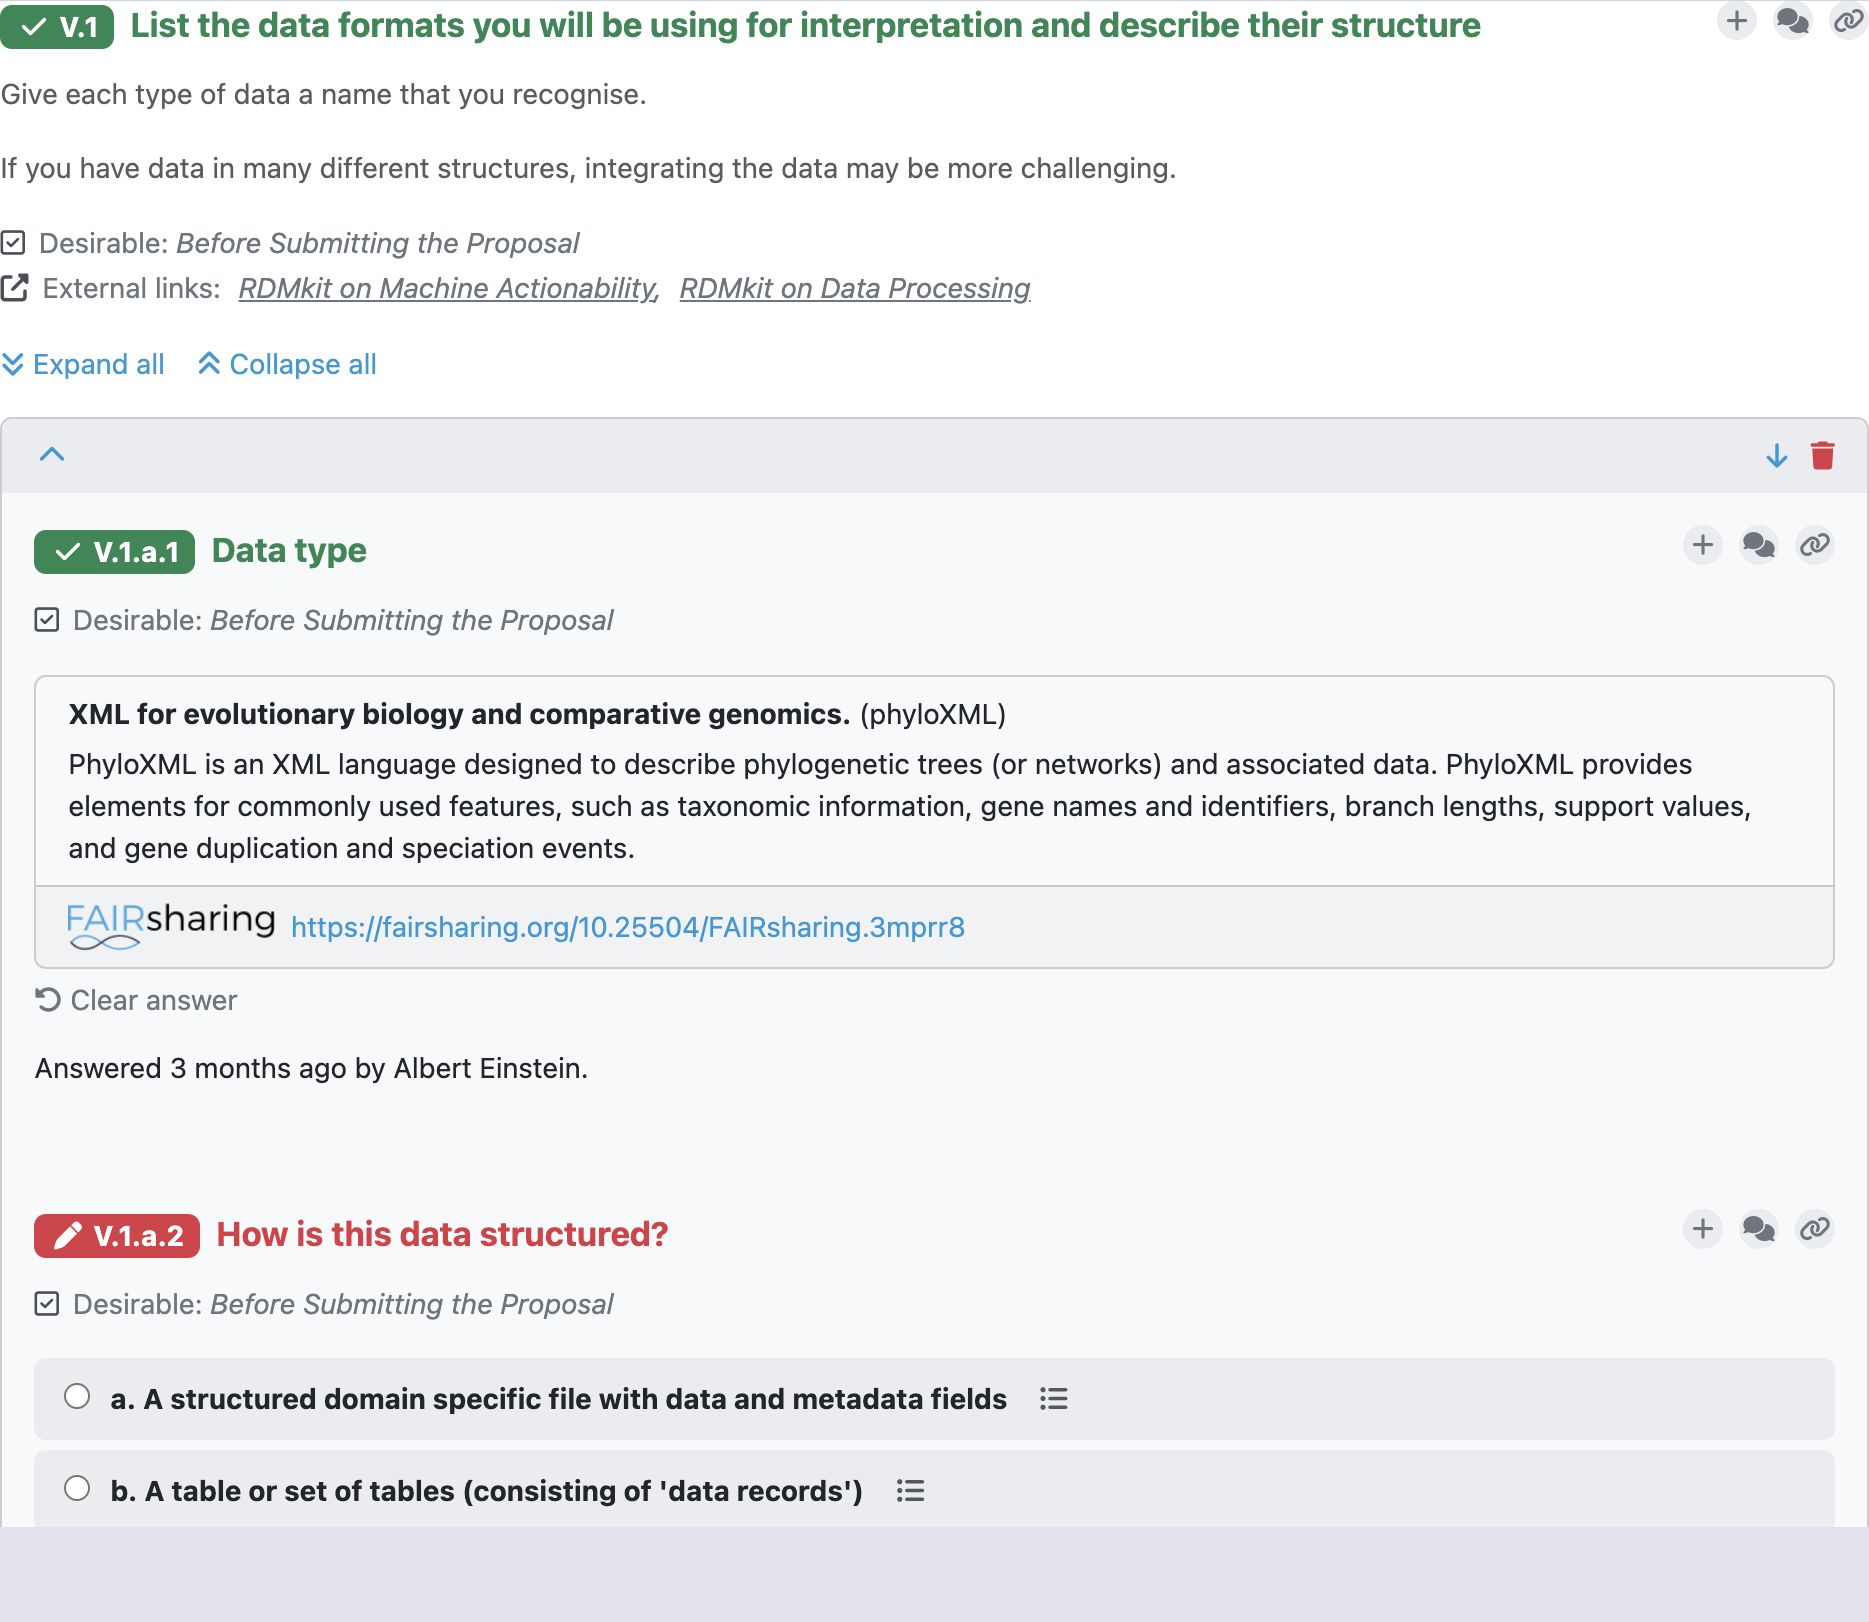 V.1 List the data formats you will be using for interpretation and describe their structure
Give each type of data a name that you recognise.
If you have data in many different structures, integrating the data may be more challenging.
Desirable: Before Submitting the Proposal
External links: RDMkit on Machine Actionability, RDMkit on Data Processing
Expand all Collapse all
V.1.a.1 Data type
Desirable: Before Submitting the Proposal
XML for evolutionary biology and comparative genomics. (phyloXML)
PhyloXML is an XML language designed to describe phylogenetic trees (or networks) and associated data. PhyloXML provides
elements for commonly used features, such as taxonomic information, gene names and identifiers, branch lengths, support values,
and gene duplication and speciation events.
FAIRsharing https://fairsharing.org/10.25504/FAIRsharing.3mprr8
Clear answer
Answered 3 months ago by Albert Einstein.
V.1.a.2 How is this data structured?
Desirable: Before Submitting the Proposal
a. A structured domain specific file with data and metadata fields
b. A table or set of tables (consisting of 'data records')